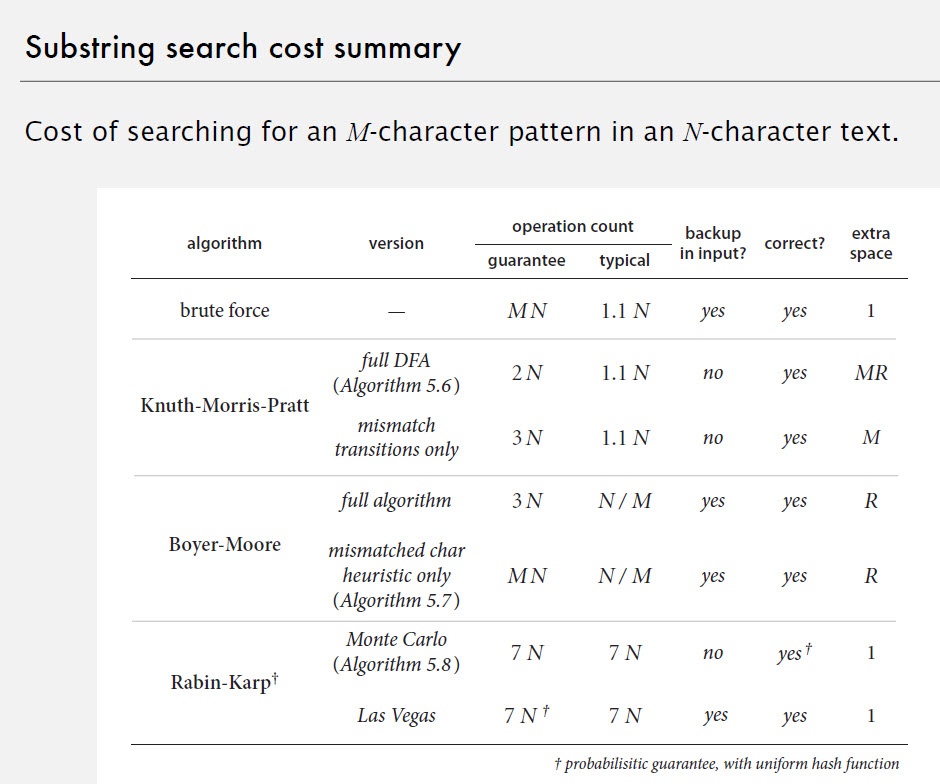 Substring search cost summary
Cost of searching for an M-character pattern in an N-character text.
algorithm version operation count backup in input? correct? extra space
guarantee typical
brute force — M N 1.1 N yes yes 1
Knuth-Morris-Pratt
full DFA
(Algorithm 5.6) 2 N 1.1 N no yes MR
mismatch
transitions only 3 N 1.1 N no yes M
Boyer-Moore
full algorithm 3 N N / M yes yes R
mismatched char
heuristic only
(Algorithm 5.7) M N N / M yes yes R
Rabin-Karp†
Monte Carlo
(Algorithm 5.8) 7 N 7 N no yes † 1
Las Vegas 7 N † 7 N yes yes 1
† probabilisitic guarantee, with uniform hash function